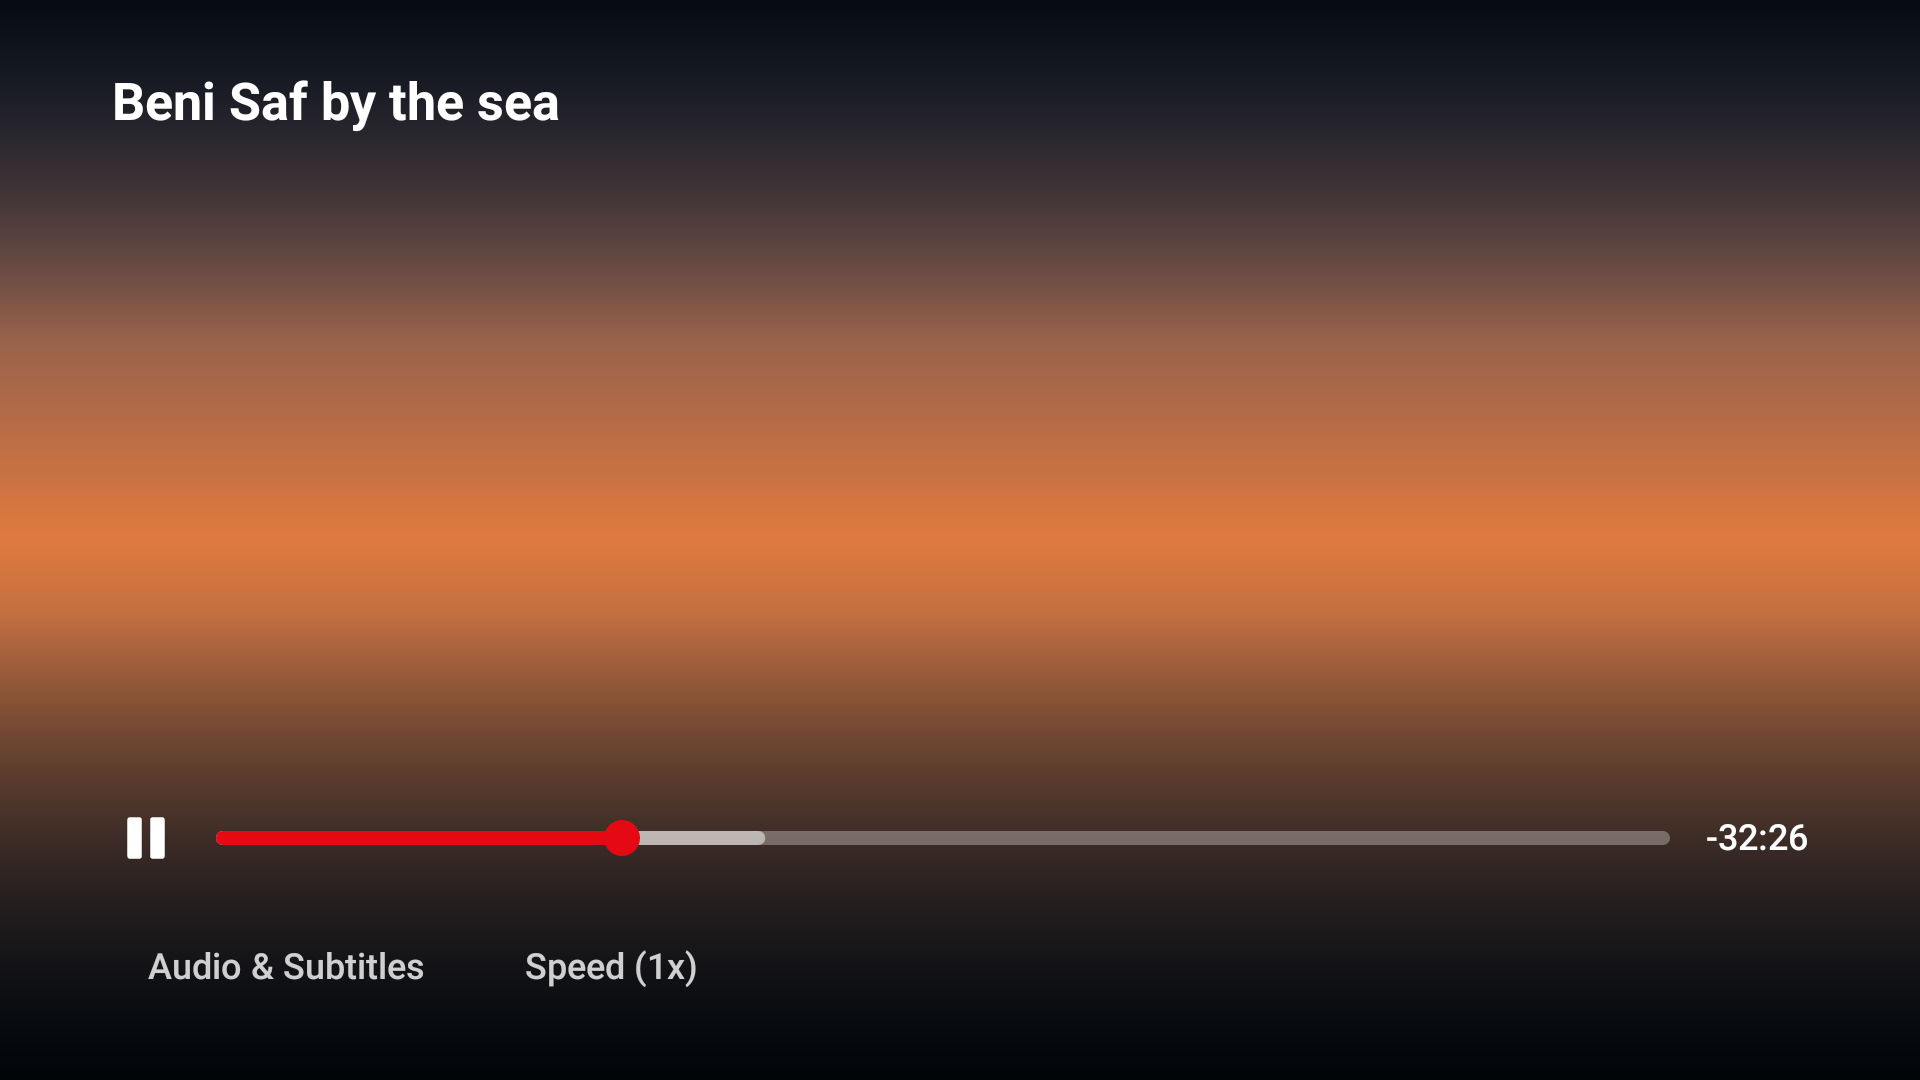 Beni Saf by the sea
-32:26
Audio & Subtitles
Speed (1x)